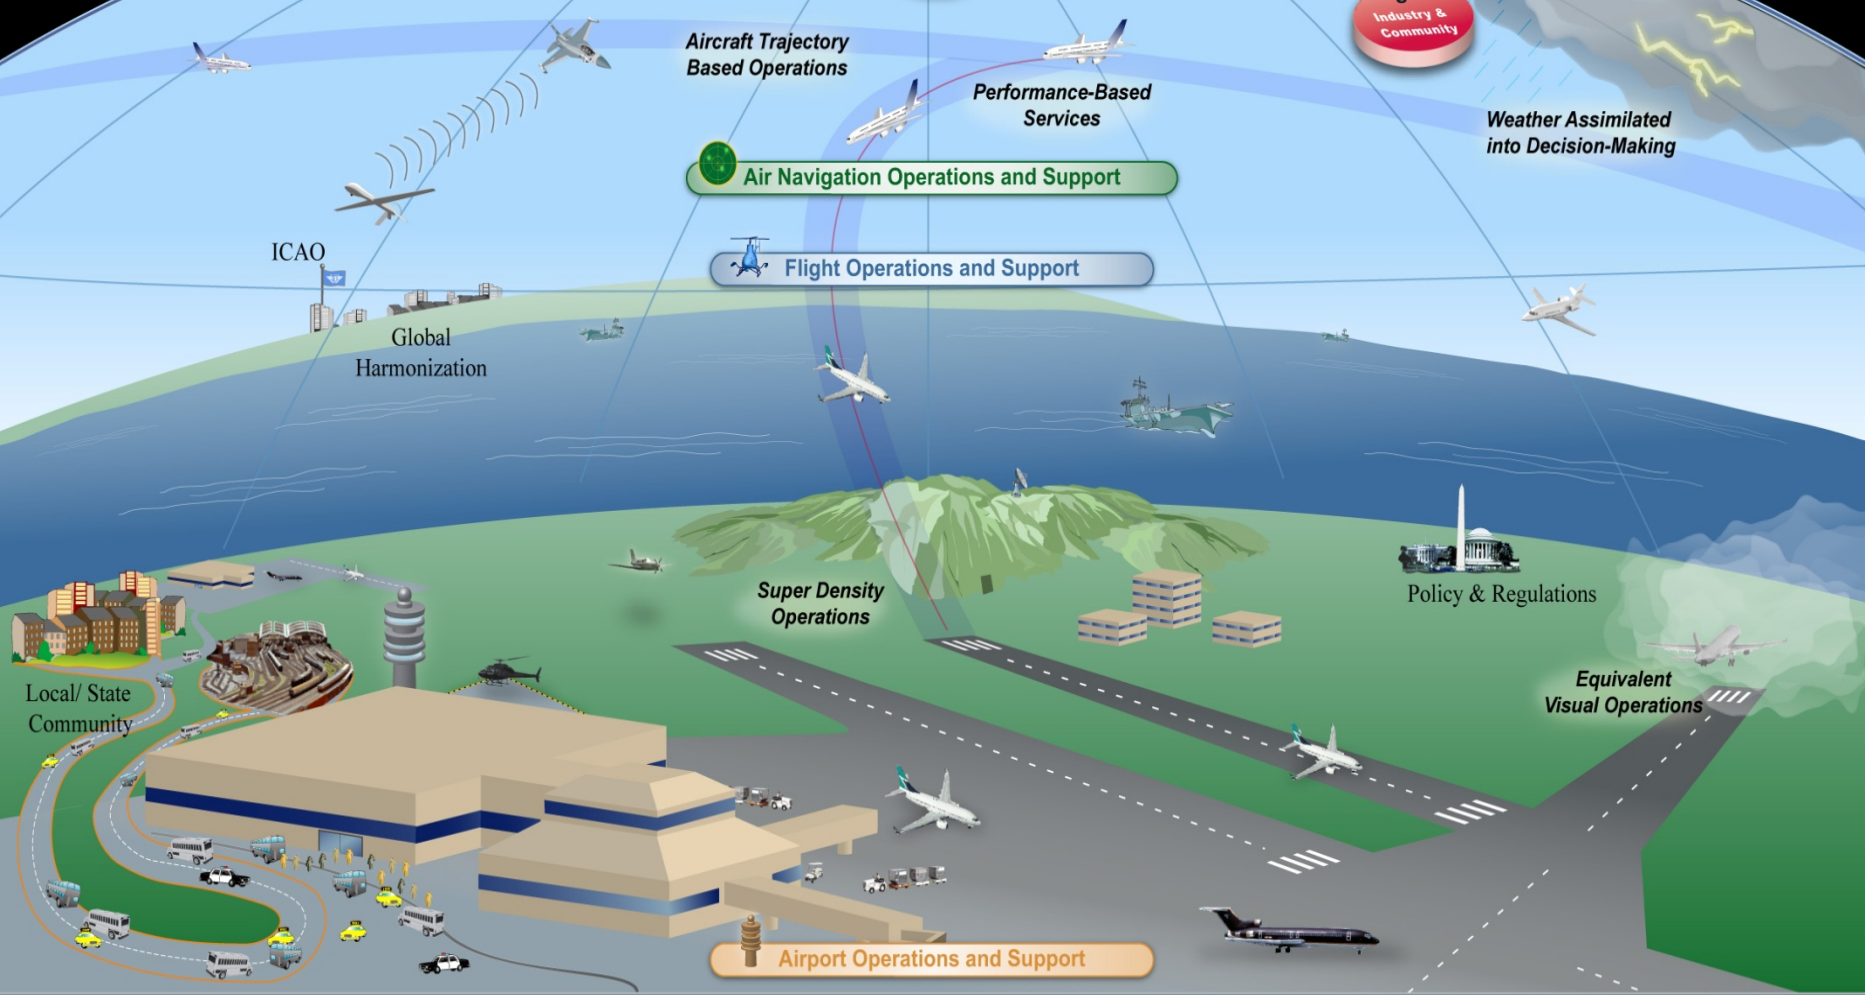 Industry &
Community
Aircraft Trajectory
Based Operations
Performance-Based
Services
Weather Assimilated
into Decision-Making
Air Navigation Operations and Support
ICAO
Flight Operations and Support
Global
Harmonization
Super Density
Operations
Policy & Regulations
Equivalent
Visual Operations
Local/ State
Community
Airport Operations and Support